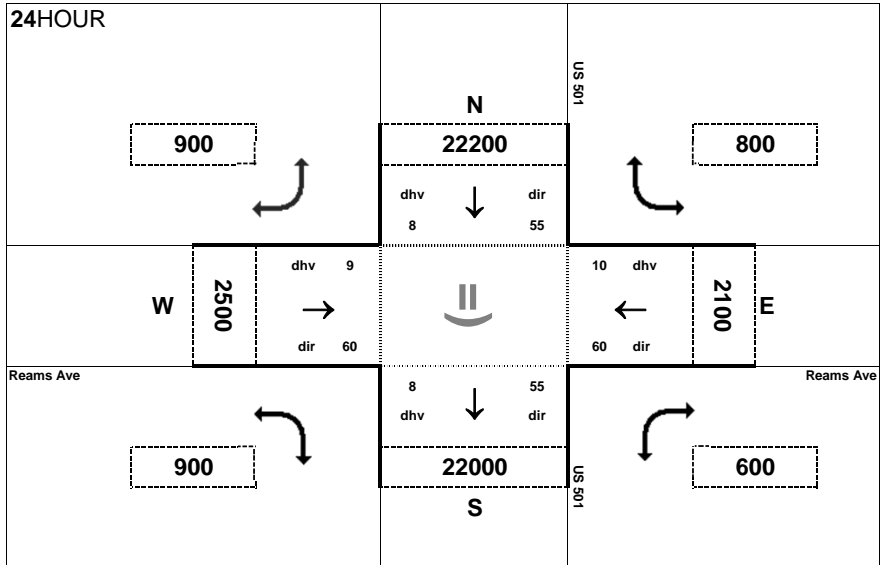 24HOUR
US 501
N
900
22200
800
dhv
dir
8
55
dhv 9
10 dhv
W
2500
2100
E
dir 60
60 dir
Reams Ave
Reams Ave
8
55
dhv
dir
900
22000
600
US 501
S